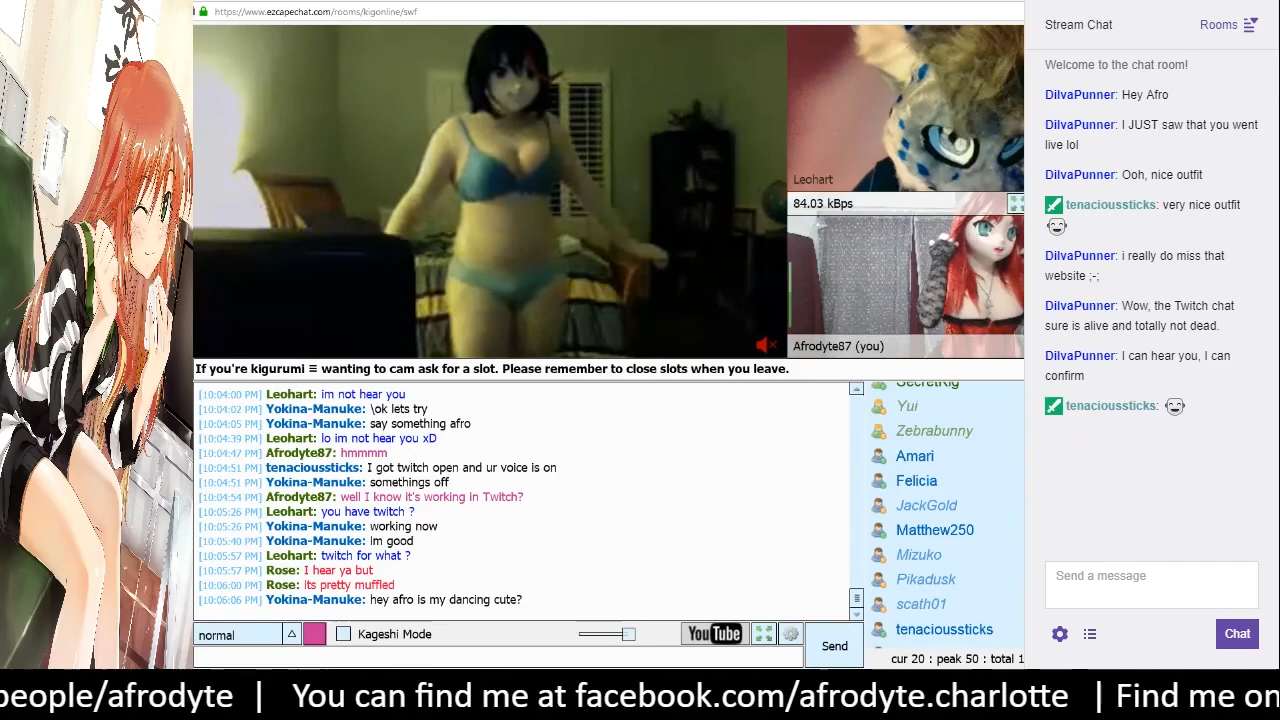 https://www.ezcapechat.com/rooms/kigonline/swf
Leohart
84.03 kBps
Afrodyte87 (you)
If you're kigurumi ≡ wanting to cam ask for a slot. Please remember to close slots when you leave.
[10:04:00 PM] Leohart: im not hear you
[10:04:02 PM] Yokina-Manuke: \ok lets try
[10:04:05 PM] Yokina-Manuke: say something afro
[10:04:39 PM] Leohart: lo im not hear you xD
[10:04:47 PM] Afrodyte87: hmmmm
[10:04:51 PM] tenaciousssticks: I got twitch open and ur voice is on
[10:04:51 PM] Yokina-Manuke: somethings off
[10:04:54 PM] Afrodyte87: well I know it's working in Twitch?
[10:05:26 PM] Leohart: you have twitch ?
[10:05:26 PM] Yokina-Manuke: working now
[10:05:40 PM] Yokina-Manuke: Im good
[10:05:57 PM] Leohart: twitch for what ?
[10:05:57 PM] Rose: I hear ya but
[10:06:00 PM] Rose: its pretty muffled
[10:06:06 PM] Yokina-Manuke: hey afro is my dancing cute?
SecretKig
Yui
Zebrabunny
Amari
Felicia
JackGold
Matthew250
Mizuko
Pikadusk
scath01
tenaciousssticks
normal
Kageshi Mode
YouTube
Send
cur 20 : peak 50 : total 1
Stream Chat
Rooms
Welcome to the chat room!
DilvaPunner: Hey Afro
DilvaPunner: I JUST saw that you went
live lol
DilvaPunner: Ooh, nice outfit
tenaciousssticks: very nice outfit
DilvaPunner: i really do miss that
website ;-;
DilvaPunner: Wow, the Twitch chat
sure is alive and totally not dead.
DilvaPunner: I can hear you, I can
confirm
tenaciousssticks:
Send a message
Chat
people/afrodyte | You can find me at facebook.com/afrodyte.charlotte | Find me on